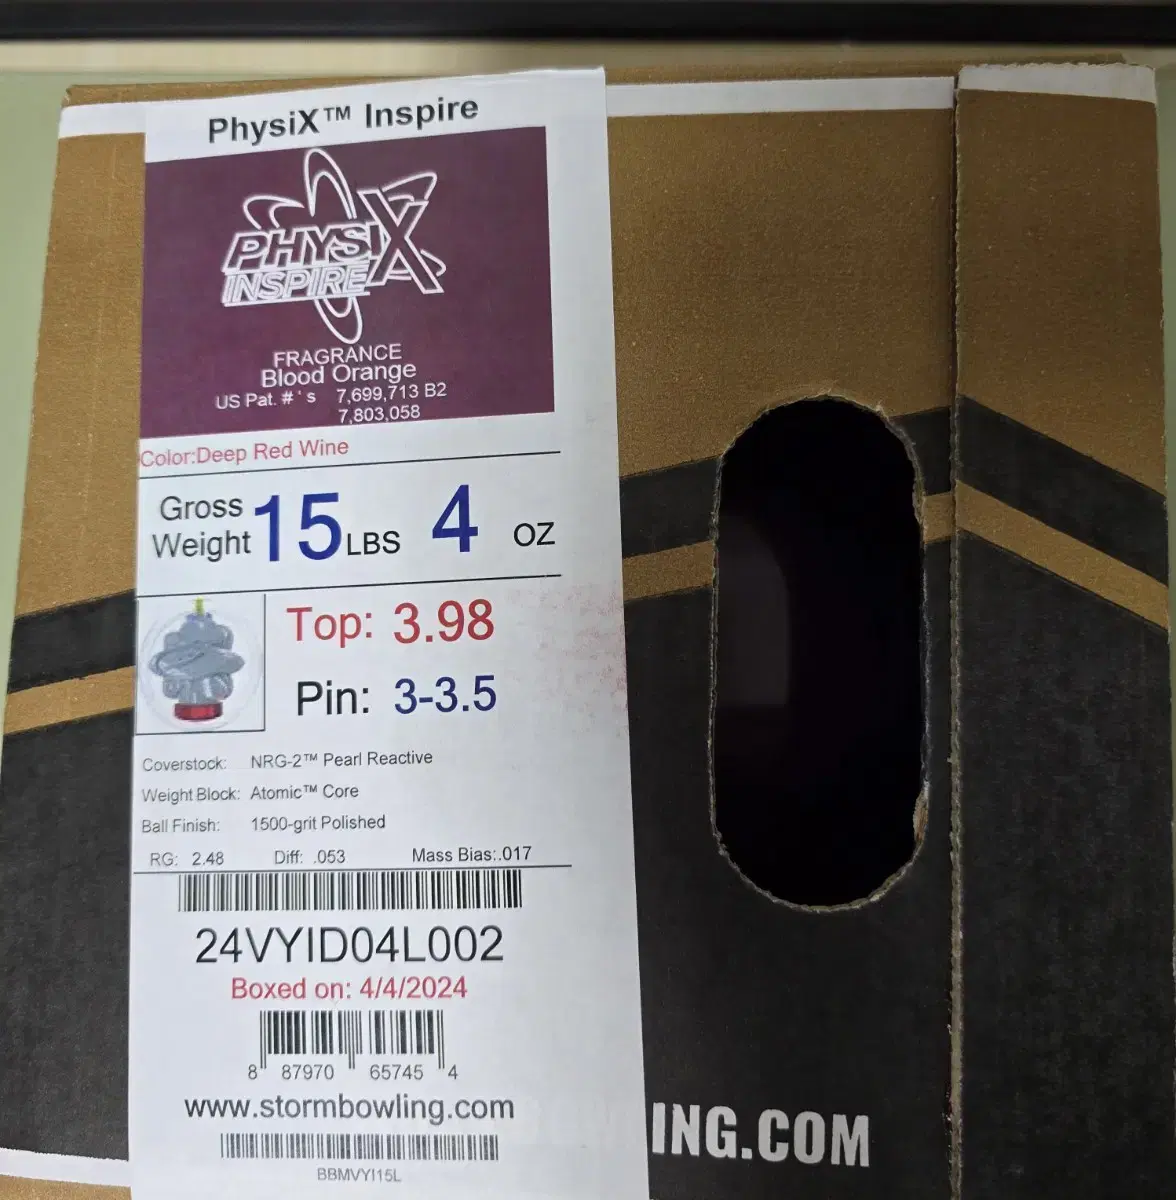 PhysiX™ Inspire
PHYSIX
INSPIRE
FRAGRANCE
Blood Orange
US Pat. #'s 7,699,713 B2
7,803,058
Color:Deep Red Wine
Gross Weight 15 LBS 4 OZ
Top: 3.98
Pin: 3-3.5
Coverstock: NRG-2™ Pearl Reactive
Weight Block: Atomic™ Core
Ball Finish: 1500-grit Polished
RG: 2.48 Diff: .053 Mass Bias:.017
24VYID04L002
Boxed on: 4/4/2024
8 87970 65745 4
www.stormbowling.com
BBMVYI15L
ING.COM